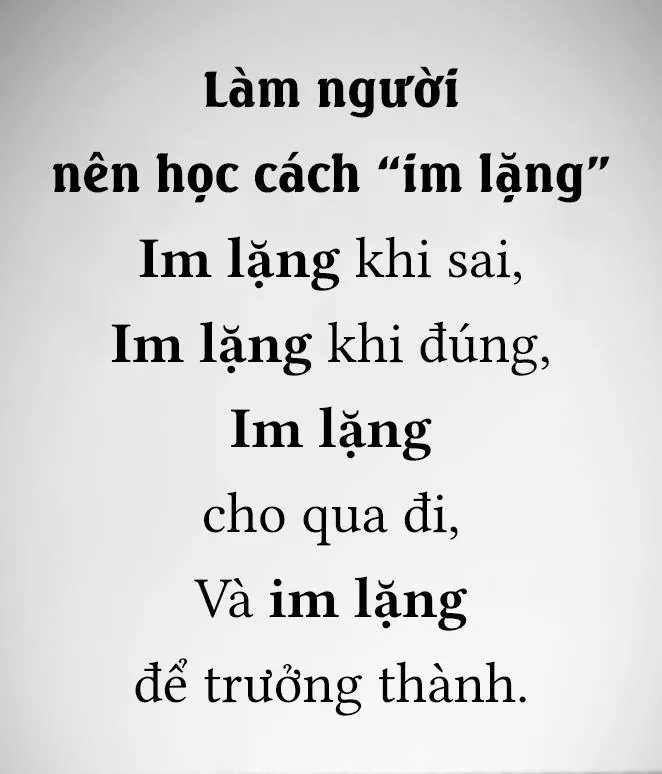 Làm người
nên học cách “im lặng”
Im lặng khi sai,
Im lặng khi đúng,
Im lặng
cho qua đi,
Và im lặng
để trưởng thành.